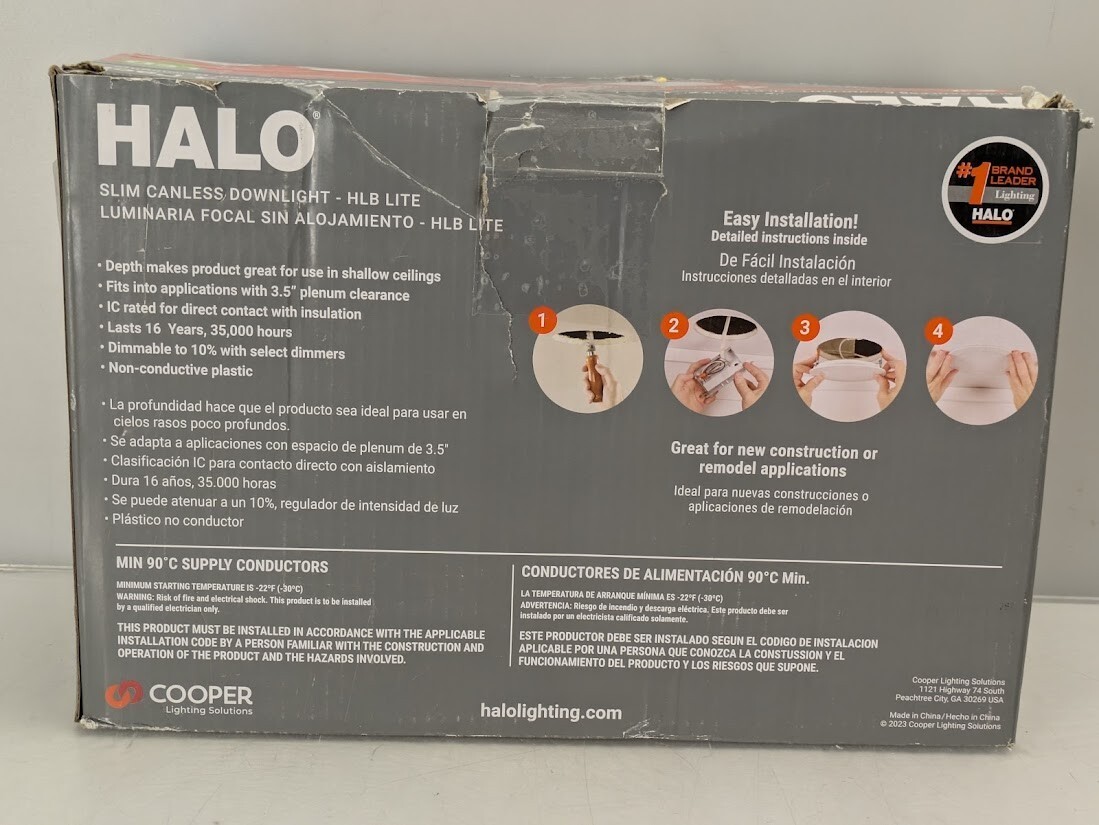 HALO®
SLIM CANLESS DOWNLIGHT - HLB LITE
LUMINARIA FOCAL SIN ALOJAMIENTO - HLB LITE
• Depth makes product great for use in shallow ceilings
• Fits into applications with 3.5" plenum clearance
• IC rated for direct contact with insulation
• Lasts 16 Years, 35,000 hours
• Dimmable to 10% with select dimmers
• Non-conductive plastic
• La profundidad hace que el producto sea ideal para usar en
cielos rasos poco profundos.
• Se adapta a aplicaciones con espacio de plenum de 3.5"
• Clasificación IC para contacto directo con aislamiento
• Dura 16 años, 35.000 horas
• Se puede atenuar a un 10%, regulador de intensidad de luz
• Plástico no conductor
#1 BRAND
LEADER
Lighting
HALO
Easy Installation!
Detailed instructions inside
De Fácil Instalación
Instrucciones detalladas en el interior
1
2
3
4
Great for new construction or
remodel applications
Ideal para nuevas construcciones o
aplicaciones de remodelación
MIN 90°C SUPPLY CONDUCTORS
MINIMUM STARTING TEMPERATURE IS -22°F (-30°C)
WARNING: Risk of fire and electrical shock. This product is to be installed
by a qualified electrician only.
THIS PRODUCT MUST BE INSTALLED IN ACCORDANCE WITH THE APPLICABLE
INSTALLATION CODE BY A PERSON FAMILIAR WITH THE CONSTRUCTION AND
OPERATION OF THE PRODUCT AND THE HAZARDS INVOLVED.
CONDUCTORES DE ALIMENTACIÓN 90°C Min.
LA TEMPERATURA DE ARRANQUE MÍNIMA ES -22°F (-30°C)
ADVERTENCIA: Riesgo de incendio y descarga eléctrica. Este producto debe ser
instalado por un electricista calificado solamente.
ESTE PRODUCTOR DEBE SER INSTALADO SEGUN EL CODIGO DE INSTALACION
APLICABLE POR UNA PERSONA QUE CONOZCA LA CONSTUSSION Y EL
FUNCIONAMIENTO DEL PRODUCTO Y LOS RIESGOS QUE SUPONE.
COOPER
Lighting Solutions
halolighting.com
Cooper Lighting Solutions
1121 Highway 74 South
Peachtree City, GA 30269 USA
Made in China/Hecho in China
© 2023 Cooper Lighting Solutions